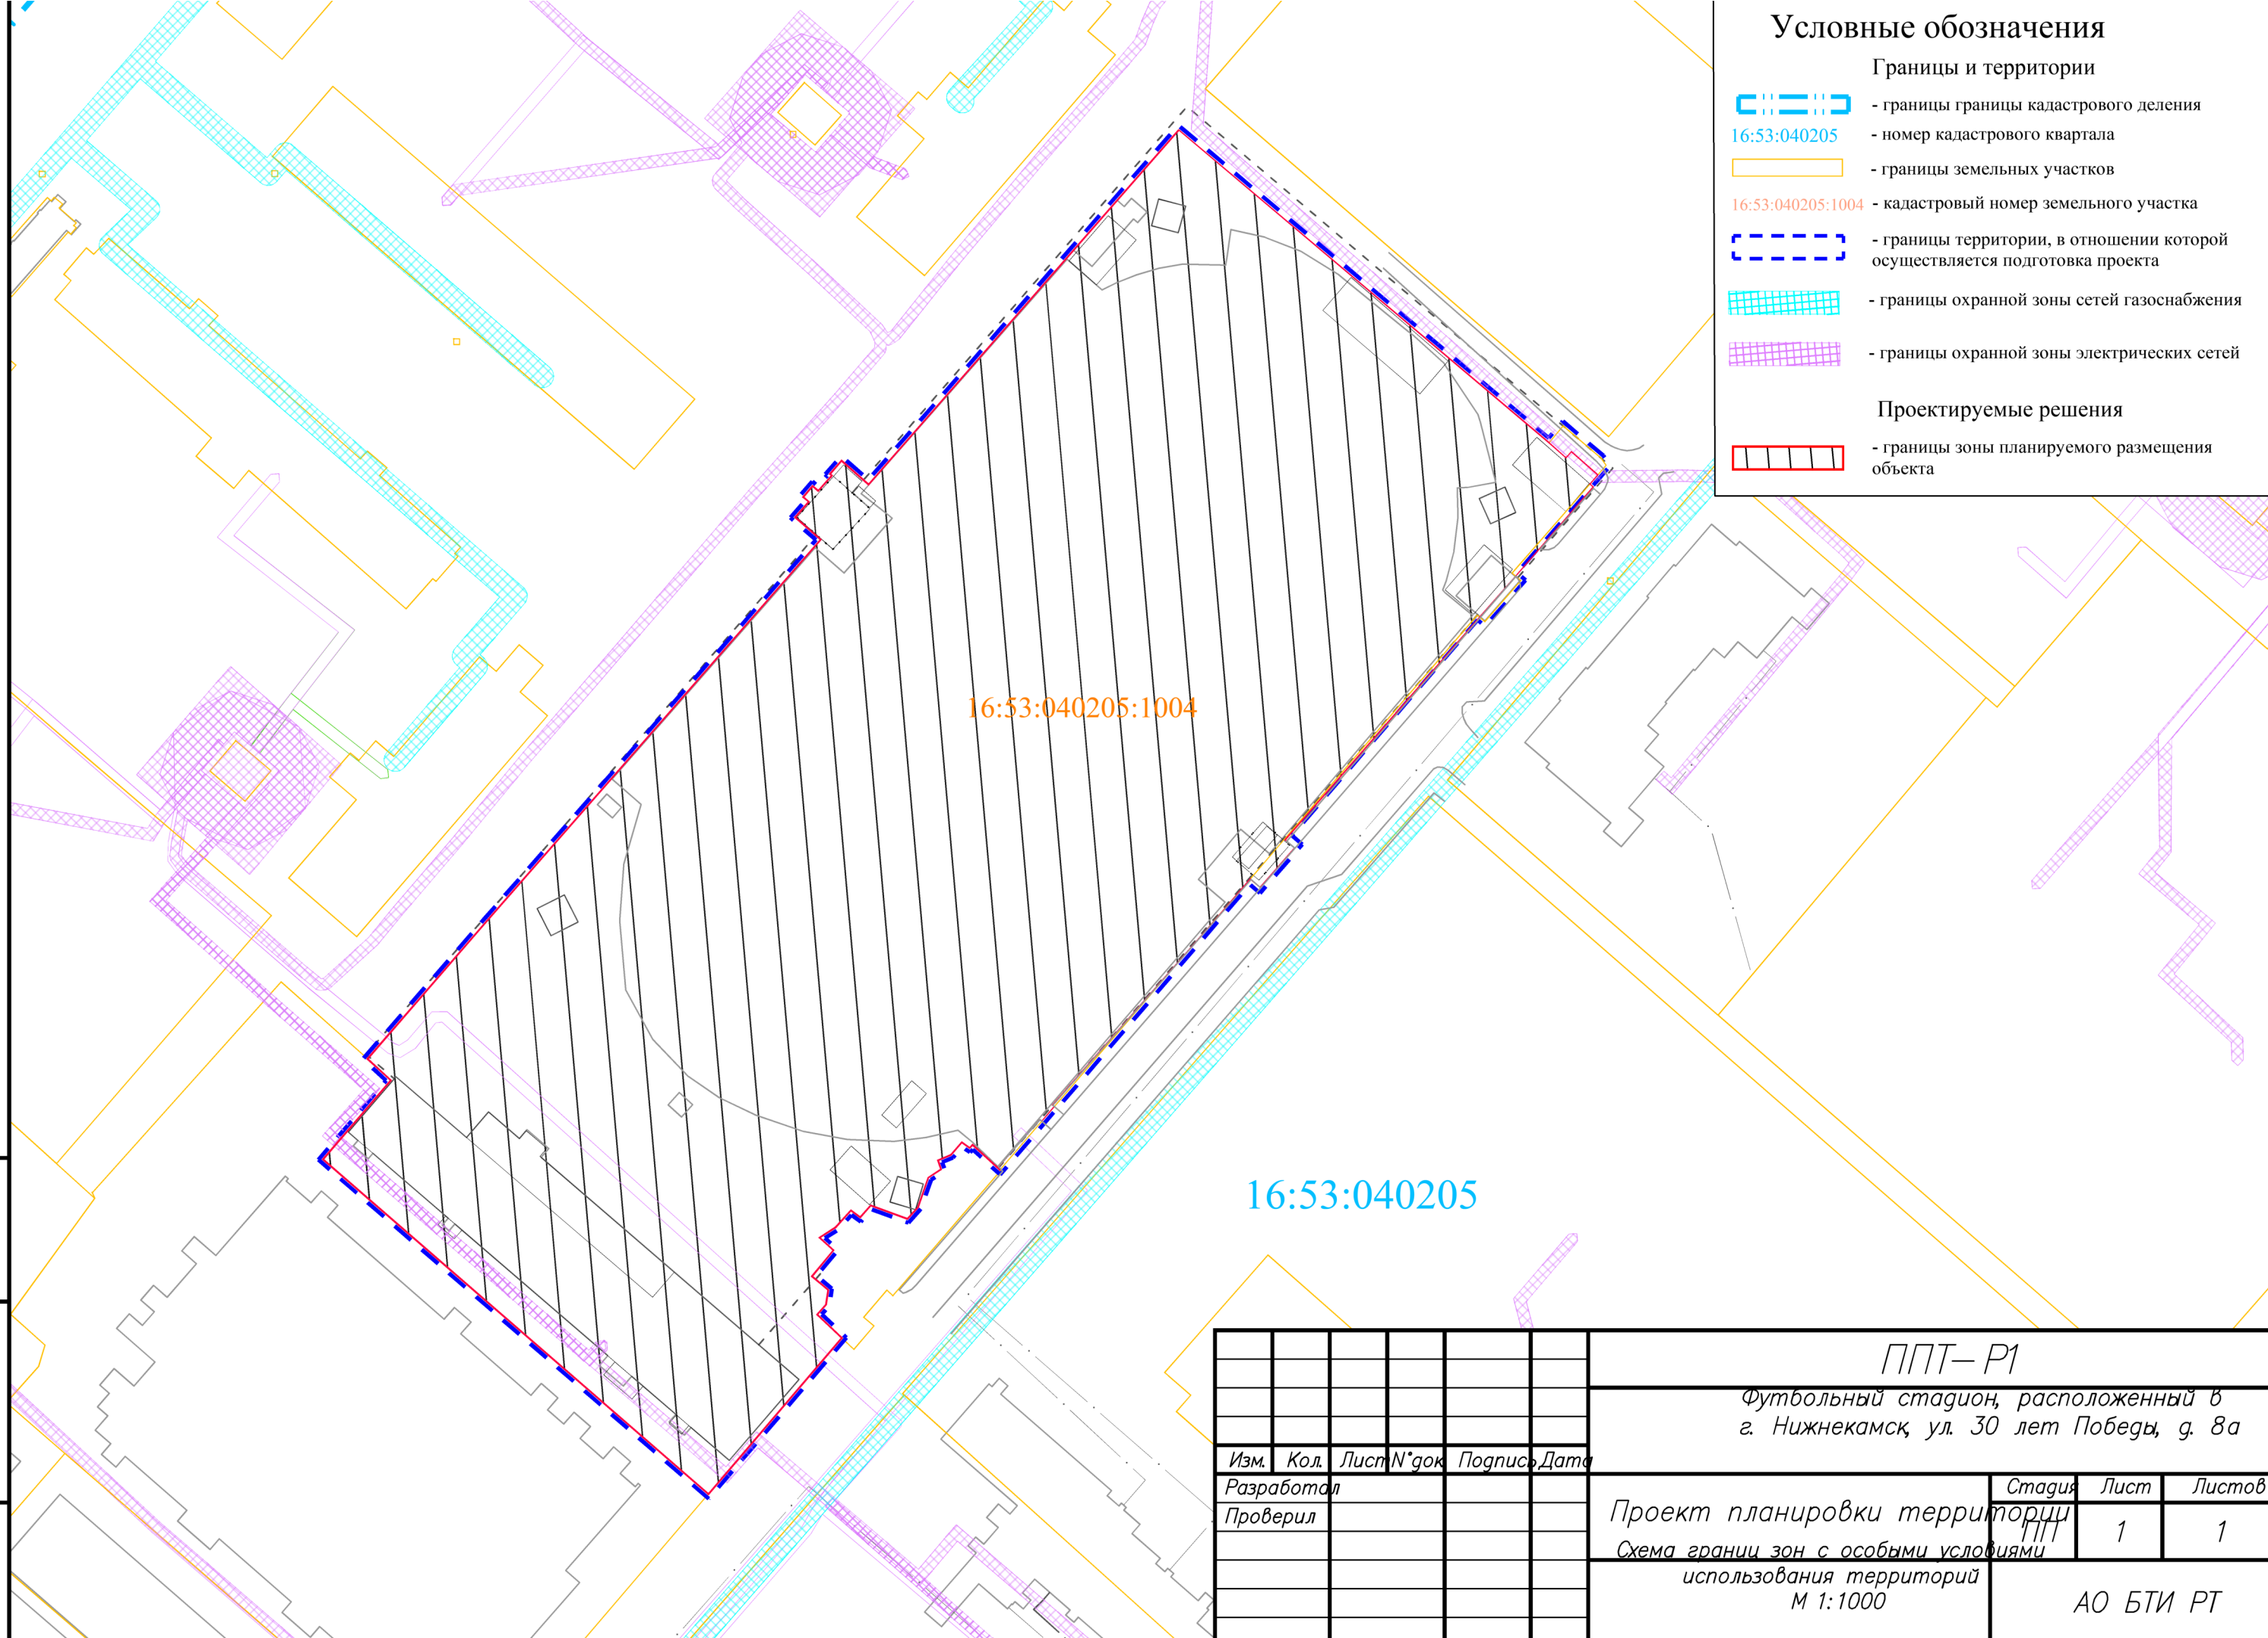 Условные обозначения
Границы и территории
- границы границы кадастрового деления
16:53:040205 - номер кадастрового квартала
- границы земельных участков
16:53:040205:1004 - кадастровый номер земельного участка
- границы территории, в отношении которой
осуществляется подготовка проекта
- границы охранной зоны сетей газоснабжения
- границы охранной зоны электрических сетей
Проектируемые решения
- границы зоны планируемого размещения
объекта
16:53:040205:1004
16:53:040205
ППТ-Р1
Футбольный стадион, расположенный в
г. Нижнекамск, ул. 30 лет Победы, д. 8а
Изм. Кол. Лист N°док Подпись Дата
Разработал
Проверил
Проект планировки территории
Схема границ зон с особыми условиями
использования территорий
М 1:1000
Стадия Лист Листов
ПП 1 1
АО БТИ РТ